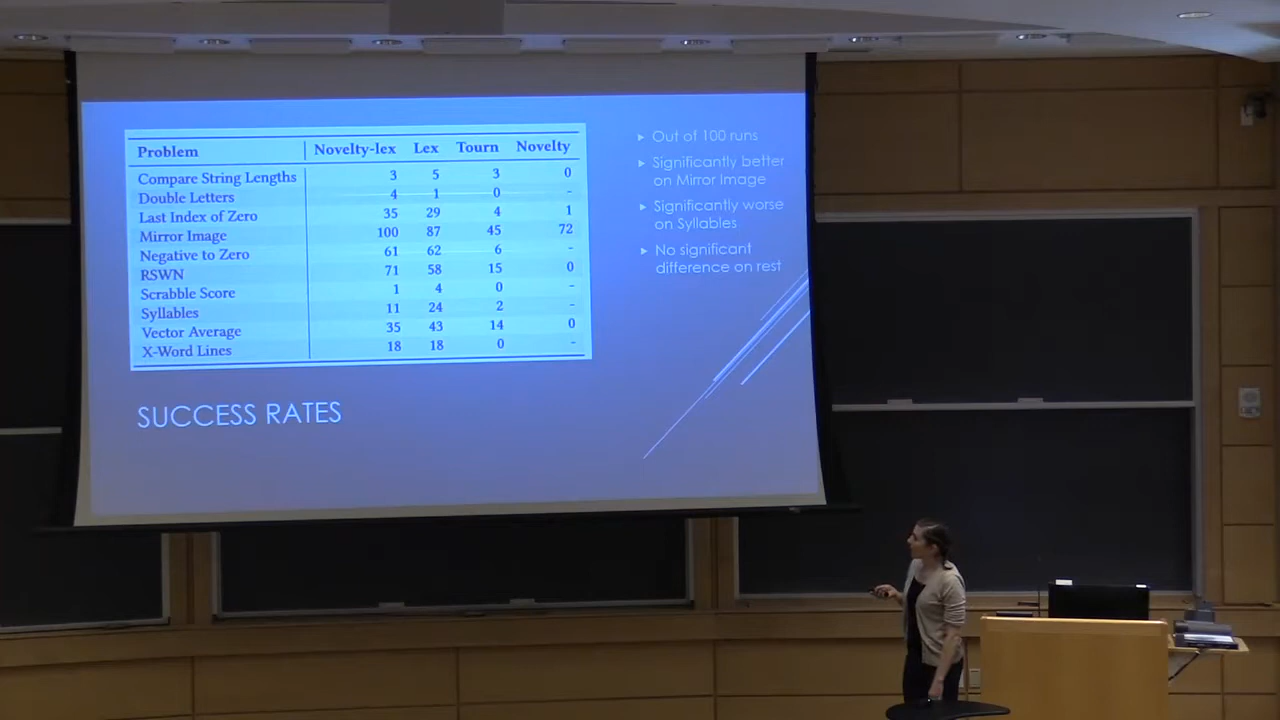 Problem Novelty-lex Lex Tourn Novelty
Compare String Lengths 3 5 3 0
Double Letters 4 1 0 -
Last Index of Zero 35 29 4 1
Mirror Image 100 87 45 72
Negative to Zero 61 62 6 -
RSWN 71 58 15 0
Scrabble Score 1 4 0 -
Syllables 11 24 2 -
Vector Average 35 43 14 0
X-Word Lines 18 18 0 -
SUCCESS RATES
Out of 100 runs
Significantly better
on Mirror Image
Significantly worse
on Syllables
No significant
difference on rest